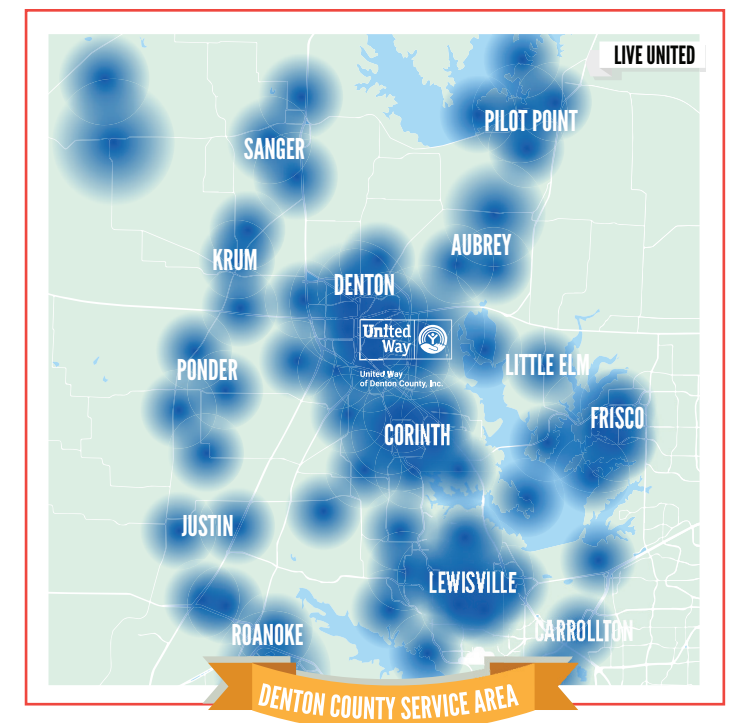 LIVE UNITED
PILOT POINT
SANGER
AUBREY
KRUM
DENTON
United
Way
United Way
of Denton County, Inc.
LITTLE ELM
PONDER
FRISCO
CORINTH
JUSTIN
LEWISVILLE
CARROLLTON
ROANOKE
DENTON COUNTY SERVICE AREA